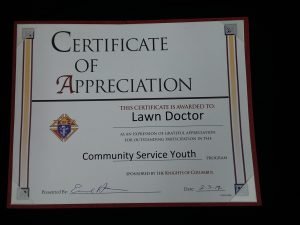 CERTIFICATE
OF
APPRECIATION
THIS CERTIFICATE IS AWARDED TO:
Lawn Doctor
AS AN EXPRESSION OF GRATEFUL APPRECIATION
FOR OUTSTANDING PARTICIPATION IN THE
Community Service Youth PROGRAM
SPONSORED BY THE KNIGHTS OF COLUMBUS.
Presented By:
Date: